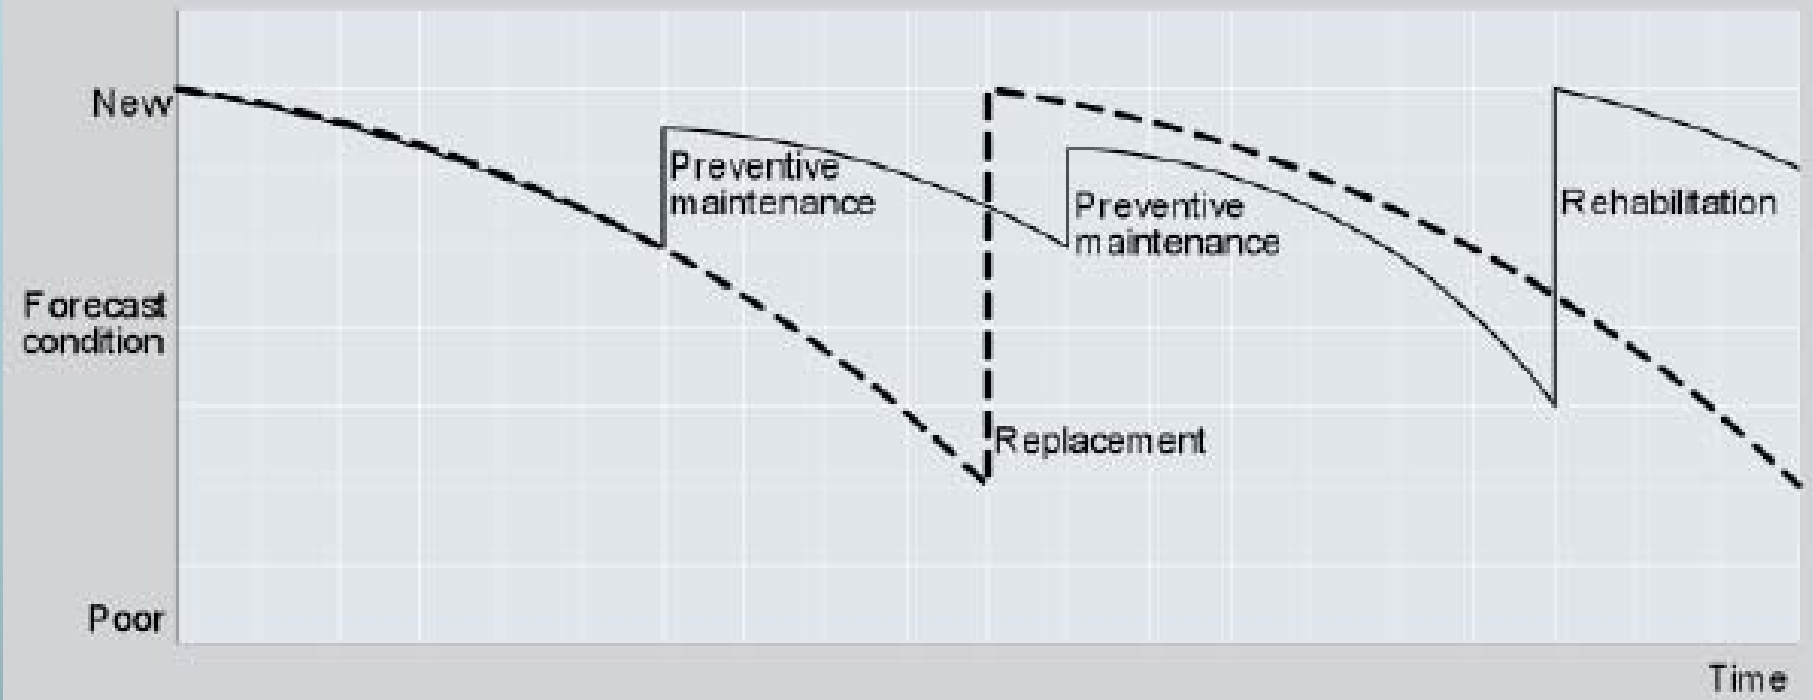 New
Preventive
maintenance
Preventive
maintenance
Rehabilitation
Forecast
condition
Replacement
Poor
Time